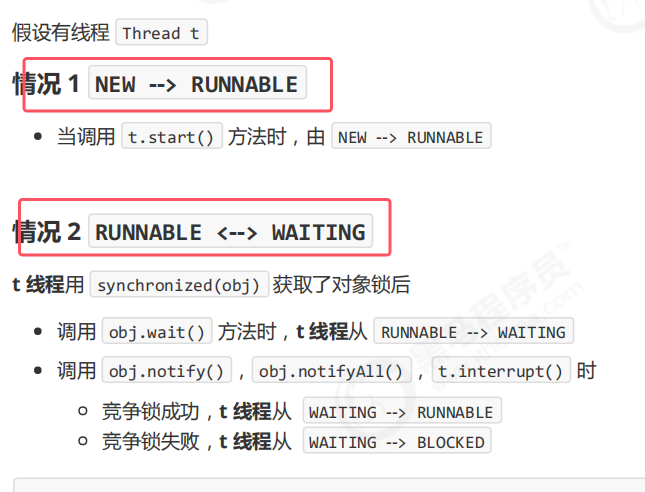 假设有线程 Thread t
情况 1 NEW --> RUNNABLE
当调用 t.start() 方法时，由 NEW --> RUNNABLE
情况 2 RUNNABLE <--> WAITING
t 线程用 synchronized(obj) 获取了对象锁后
调用 obj.wait() 方法时，t 线程从 RUNNABLE --> WAITING
调用 obj.notify() ，obj.notifyAll() ，t.interrupt() 时
竞争锁成功，t 线程从 WAITING --> RUNNABLE
竞争锁失败，t 线程从 WAITING --> BLOCKED